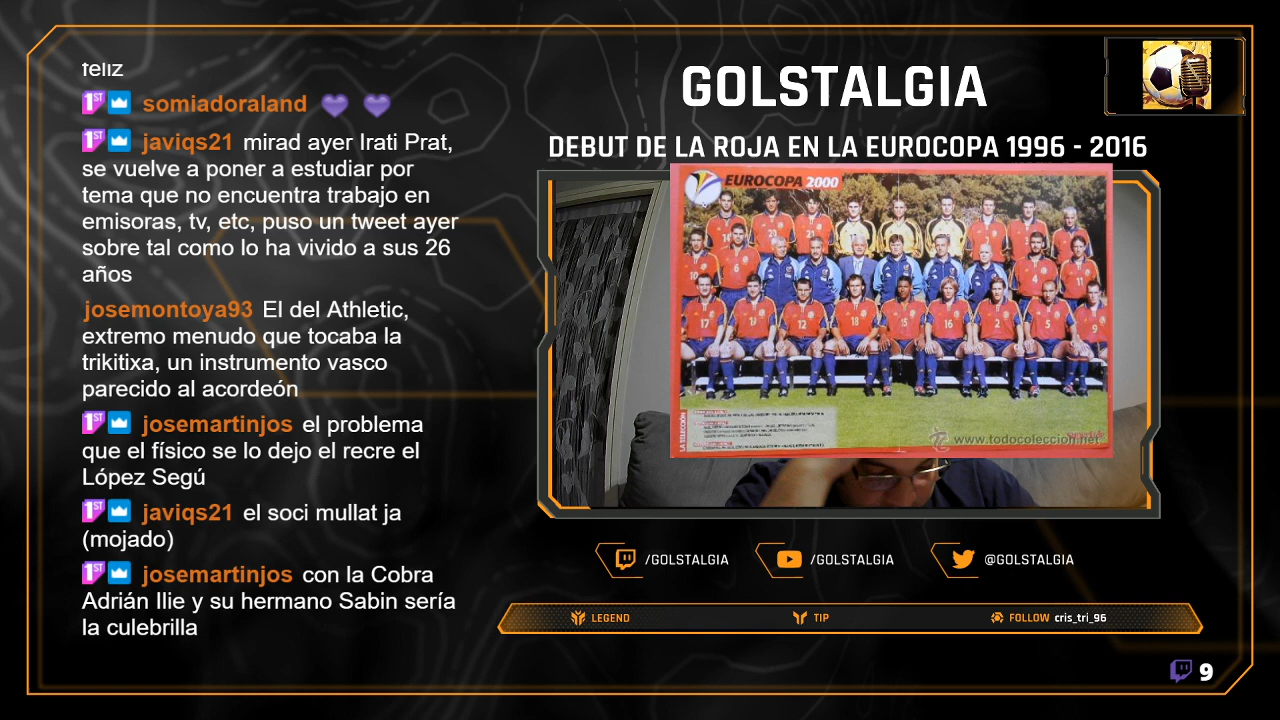 feliz
somiadoraland
javiqs21 mirad ayer Irati Prat,
se vuelve a poner a estudiar por
tema que no encuentra trabajo en
emisoras, tv, etc, puso un tweet ayer
sobre tal como lo ha vivido a sus 26
años
josemontoya93 El del Athletic,
extremo menudo que tocaba la
trikitixa, un instrumento vasco
parecido al acordeón
josemartinjos el problema
que el físico se lo dejo el recre el
López Segú
javiqs21 el soci mullat ja
(mojado)
josemartinjos con la Cobra
Adrián Ilie y su hermano Sabin sería
la culebrilla
GOLSTALGIA
DEBUT DE LA ROJA EN LA EUROCOPA 1996 - 2016
EUROCOPA 2000
LA SELECCIÓN
www.todocoleccion.net
/GOLSTALGIA
/GOLSTALGIA
@GOLSTALGIA
LEGEND
TIP
FOLLOW cris_tri_96
9